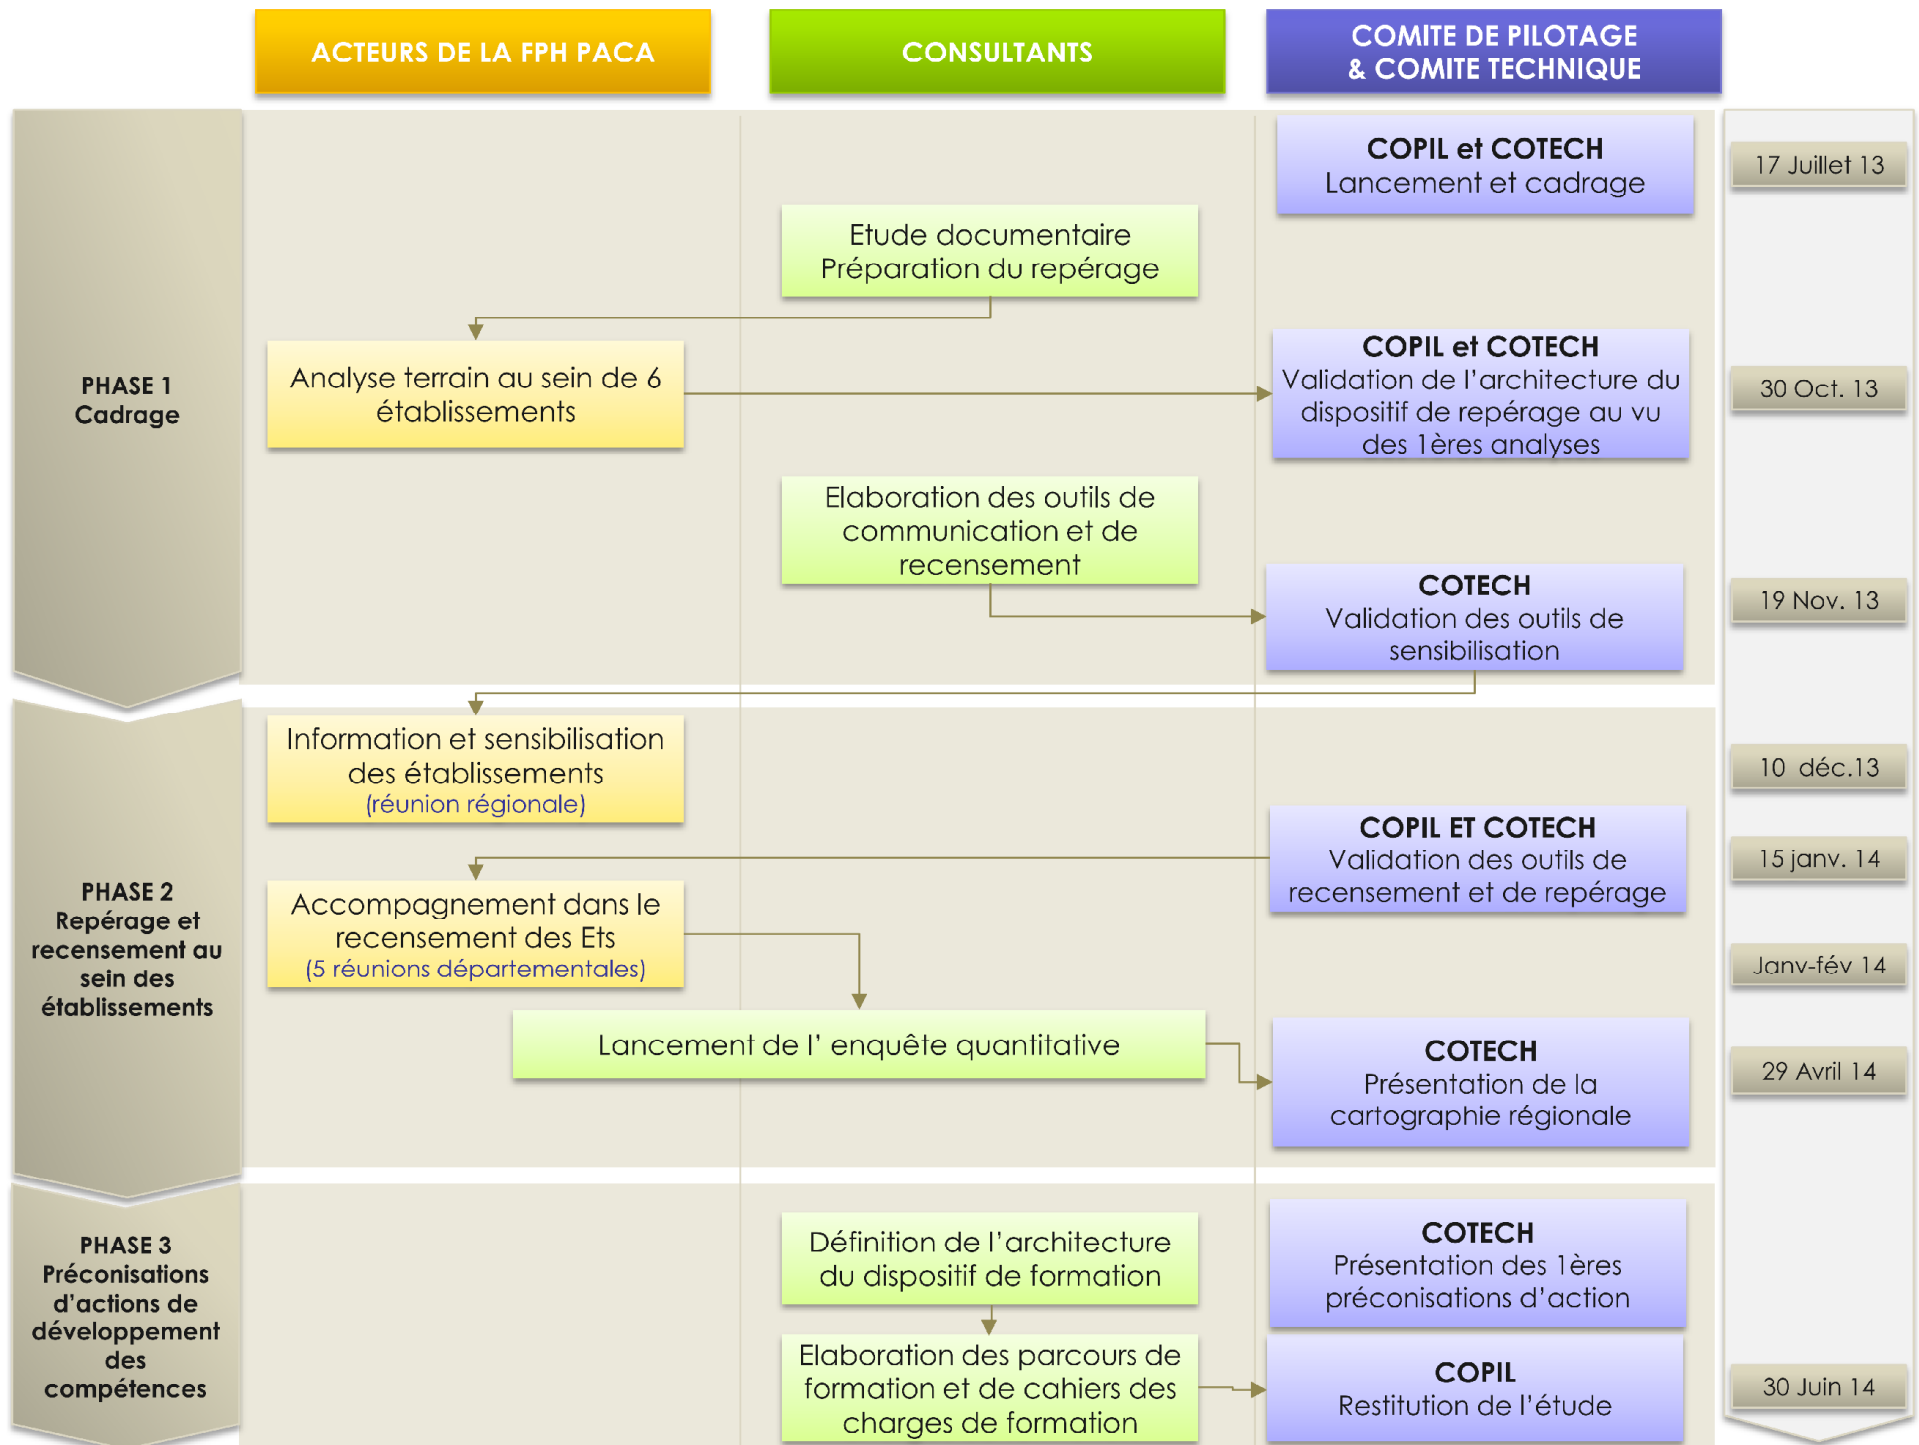 ACTEURS DE LA FPH PACA
CONSULTANTS
COMITE DE PILOTAGE
& COMITE TECHNIQUE
PHASE 1
Cadrage
COPIL et COTECH
Lancement et cadrage
17 Juillet 13
Etude documentaire
Préparation du repérage
Analyse terrain au sein de 6
établissements
COPIL et COTECH
Validation de l'architecture du
dispositif de repérage au vu
des 1ères analyses
30 Oct. 13
Elaboration des outils de
communication et de
recensement
COTECH
Validation des outils de
sensibilisation
19 Nov. 13
PHASE 2
Repérage et
recensement au
sein des
établissements
Information et sensibilisation
des établissements
(réunion régionale)
10 déc.13
COPIL ET COTECH
Validation des outils de
recensement et de repérage
15 janv. 14
Accompagnement dans le
recensement des Ets
(5 réunions départementales)
Janv-fév 14
Lancement de l' enquête quantitative
COTECH
Présentation de la
cartographie régionale
29 Avril 14
PHASE 3
Préconisations
d'actions de
développement
des
compétences
Définition de l'architecture
du dispositif de formation
COTECH
Présentation des 1ères
préconisations d'action
Elaboration des parcours de
formation et de cahiers des
charges de formation
COPIL
Restitution de l'étude
30 Juin 14